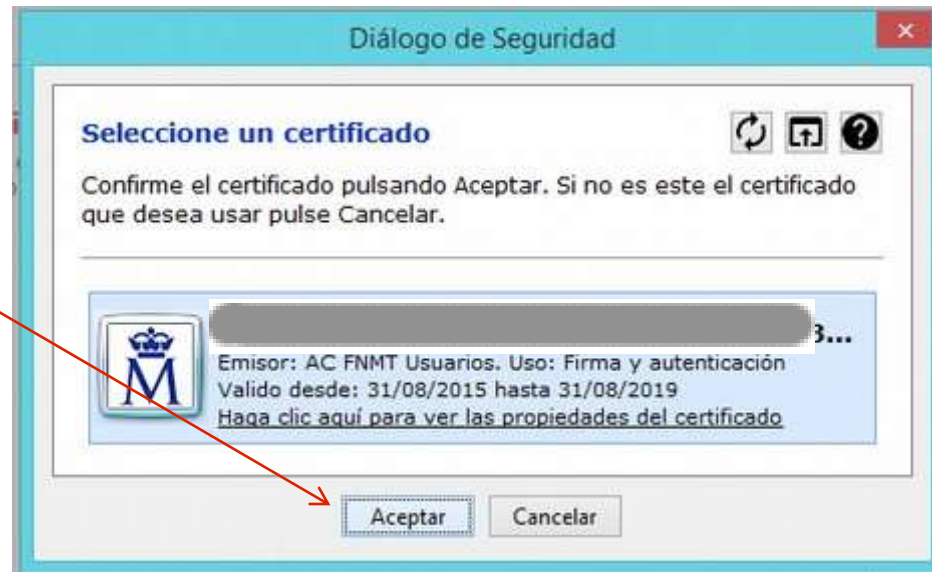 Diálogo de Seguridad
Seleccione un certificado
Confirme el certificado pulsando Aceptar. Si no es este el certificado
que desea usar pulse Cancelar.
3...
Emisor: AC FNMT Usuarios. Uso: Firma y autenticación
Valido desde: 31/08/2015 hasta 31/08/2019
Haga clic aquí para ver las propiedades del certificado
Aceptar
Cancelar